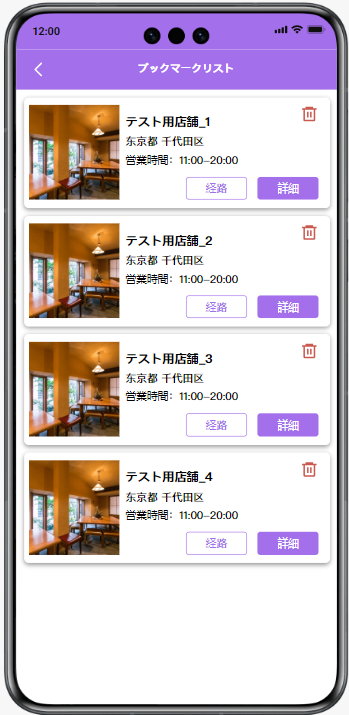 12:00
ブックマークリスト
テスト用店舗_1
东京都 千代田区
営業時間：11:00-20:00
経路
詳細
テスト用店舗_2
东京都 千代田区
営業時間：11:00-20:00
経路
詳細
テスト用店舗_3
东京都 千代田区
営業時間：11:00-20:00
経路
詳細
テスト用店舗_4
东京都 千代田区
営業時間：11:00-20:00
経路
詳細